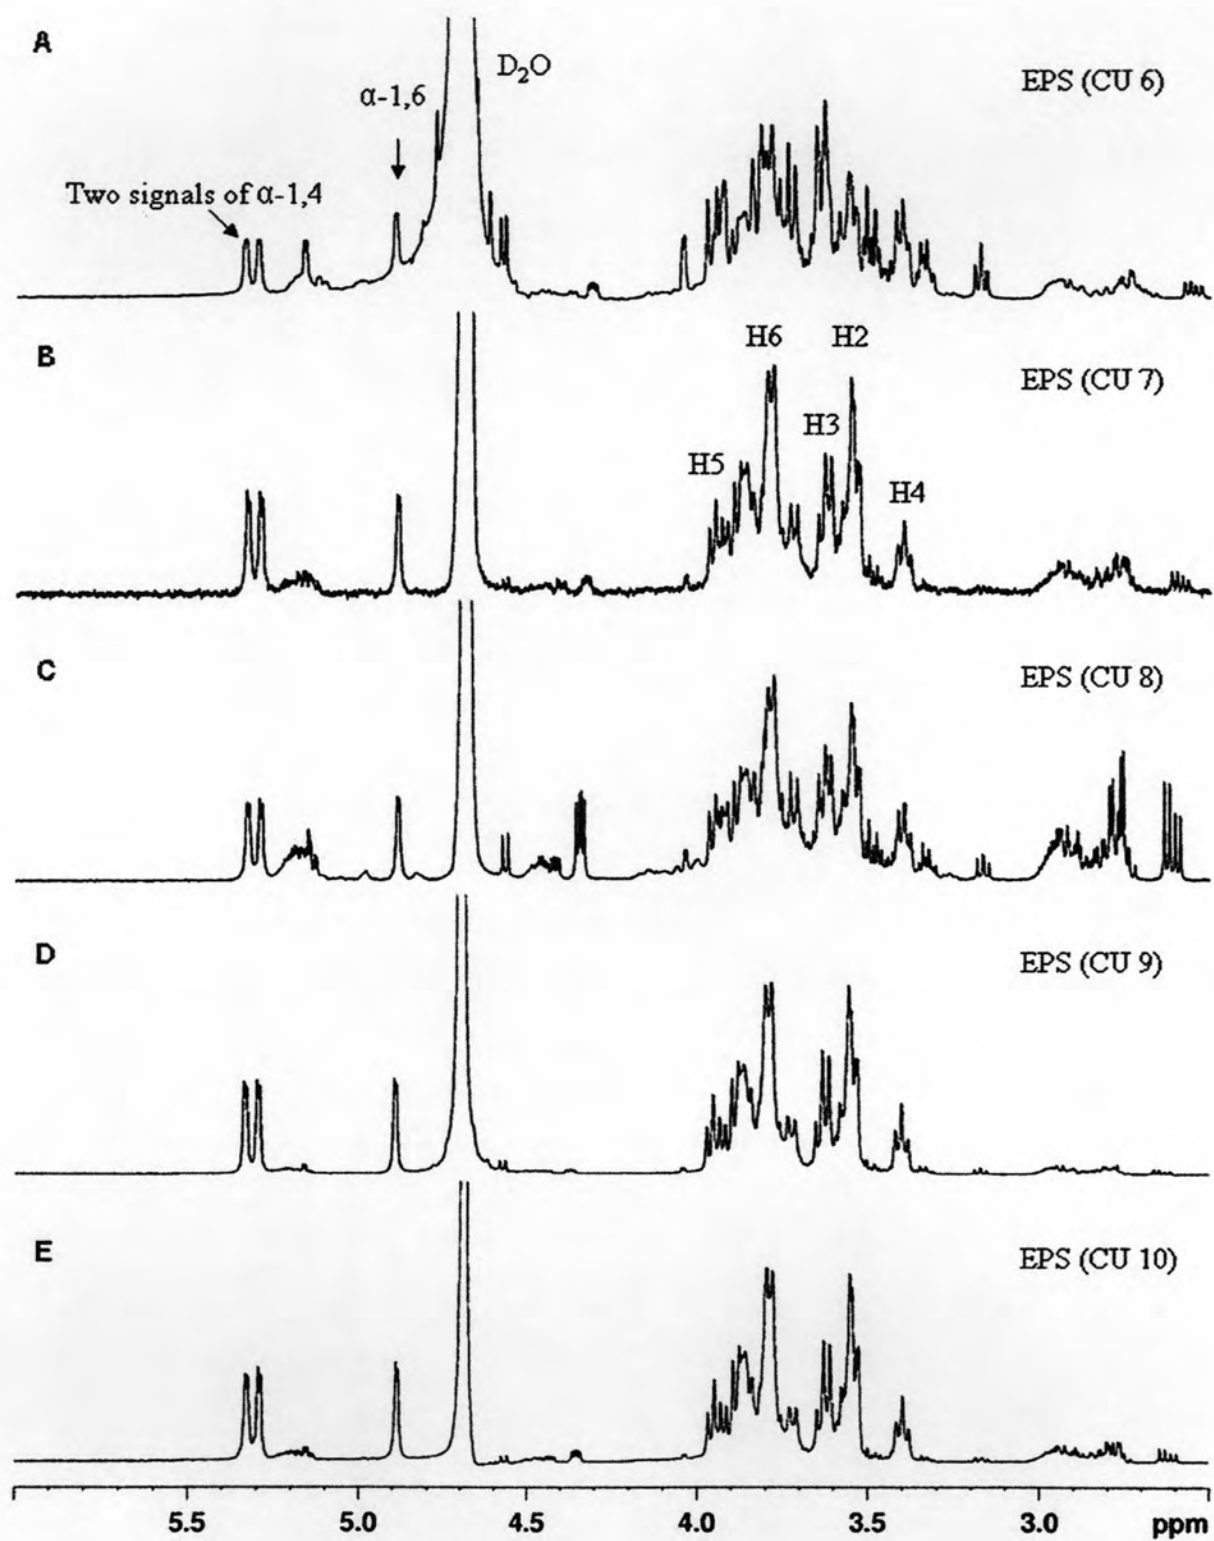 A
D₂O
EPS (CU 6)
α-1,6
Two signals of α-1,4
B
H6
H2
EPS (CU 7)
H3
H5
H4
C
EPS (CU 8)
D
EPS (CU 9)
E
EPS (CU 10)
5.5 5.0 4.5 4.0 3.5 3.0 ppm